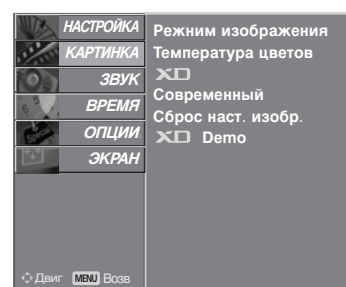 НАСТРОЙКА
КАРТИНКА
ЗВУК
ВРЕМЯ
ОПЦИИ
ЭКРАН
Режним изображения
Температура цветов
XD
Современный
Сброс наст. изобр.
XD Demo
Двиг MENU Возв